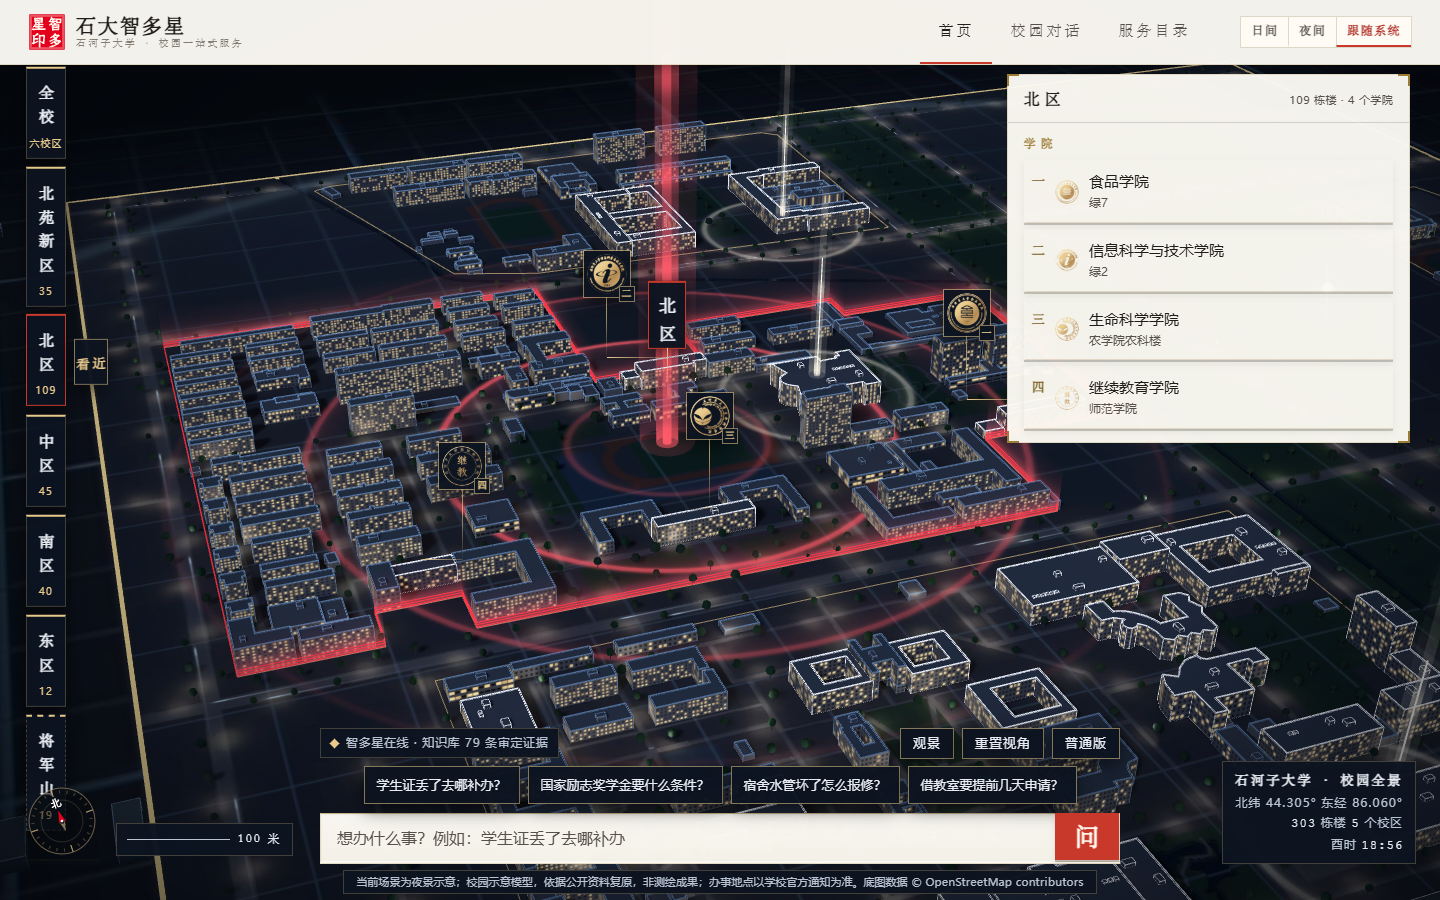 星智
印多
石大智多星
石河子大学 · 校园一站式服务
首页
校园对话
服务目录
日间
夜间
跟随系统
全校
六校区
北苑新区
35
北区
109
看近
中区
45
南区
40
东区
12
将军山
19
北
100 米
北区
二
一
三
继教
四
北区
109 栋楼 · 4 个学院
学院
一
食品学院
绿7
二
信息科学与技术学院
绿2
三
生命科学学院
农学院农科楼
四
继续教育学院
师范学院
◆ 智多星在线 · 知识库 79 条审定证据
观景
重置视角
普通版
学生证丢了去哪补办?
国家励志奖学金要什么条件?
宿舍水管坏了怎么报修?
借教室要提前几天申请?
想办什么事? 例如: 学生证丢了去哪补办
问
石河子大学 · 校园全景
北纬 44.305° 东经 86.060°
303 栋楼 5 个校区
酉时 18:56
当前场景为夜景示意; 校园示意模型, 依据公开资料复原, 非测绘成果; 办事地点以学校官方通知为准。底图数据 © OpenStreetMap contributors